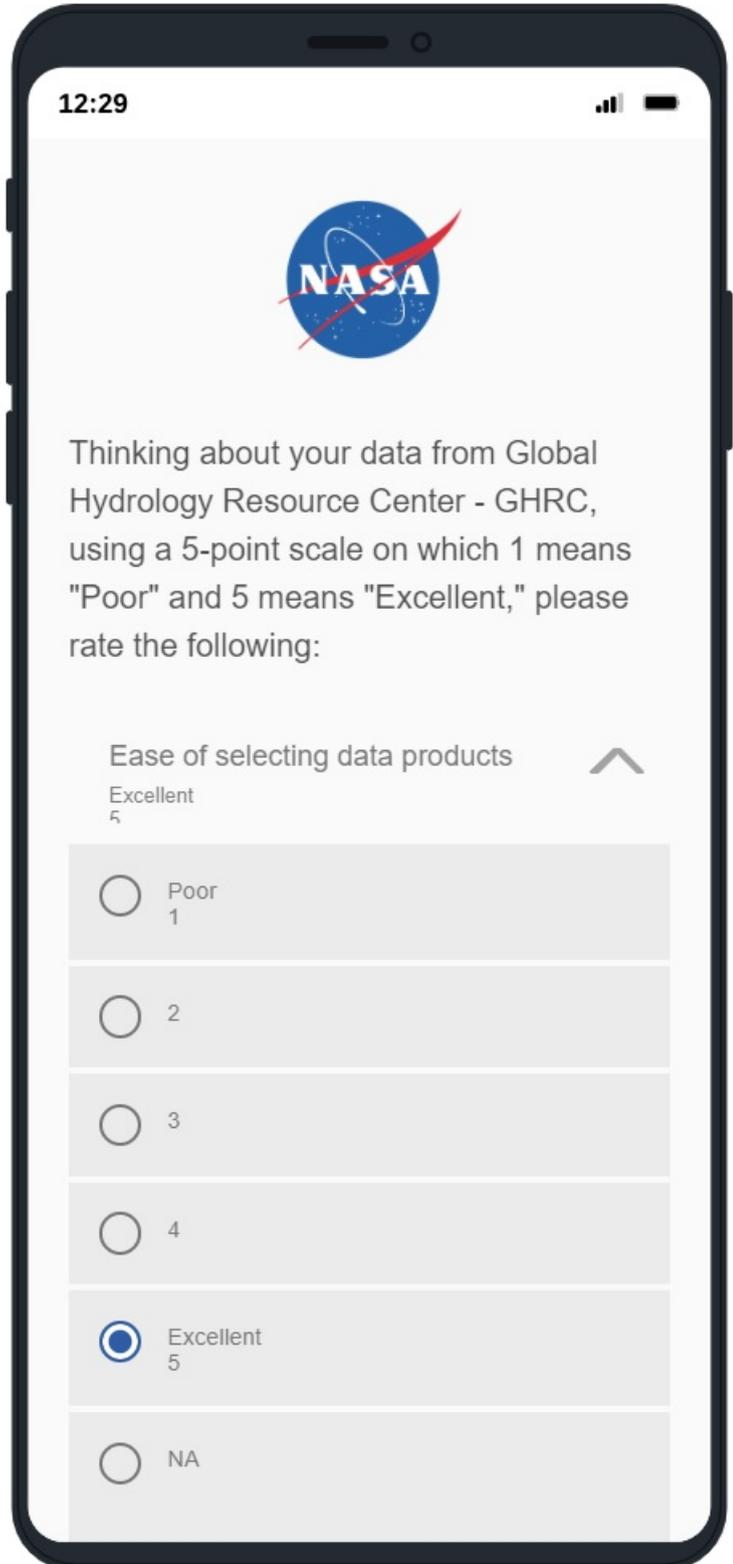 12:29
NASA
Thinking about your data from Global
Hydrology Resource Center - GHRC,
using a 5-point scale on which 1 means
"Poor" and 5 means "Excellent," please
rate the following:
Ease of selecting data products
Excellent
5
Poor
1
2
3
4
Excellent
5
NA